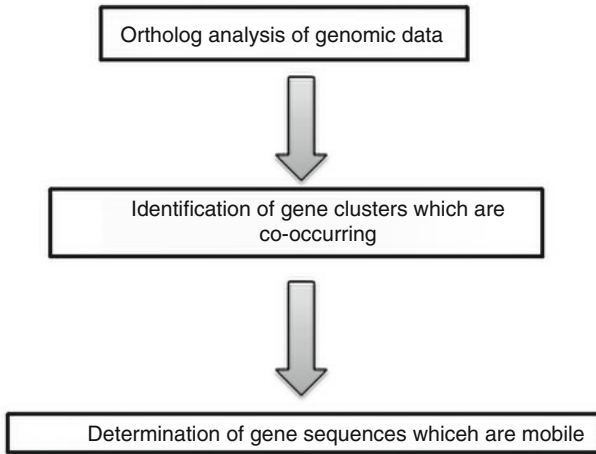 Ortholog analysis of genomic data
Identification of gene clusters which are
co-occurring
Determination of gene sequences whiceh are mobile